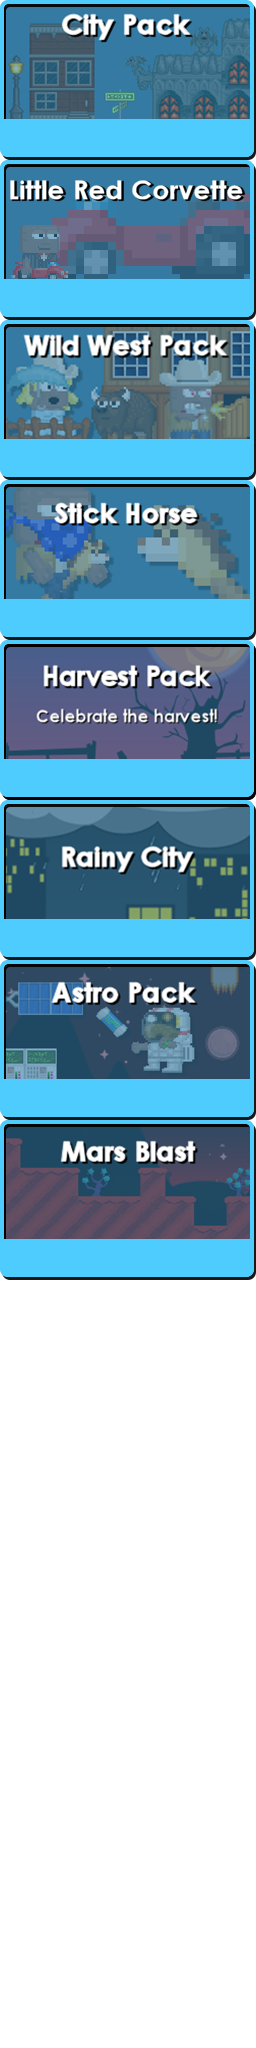 City Pack
Little Red Corvette
Wild West Pack
Stick Horse
Harvest Pack
Celebrate the harvest!
Rainy City
Astro Pack
Mars Blast